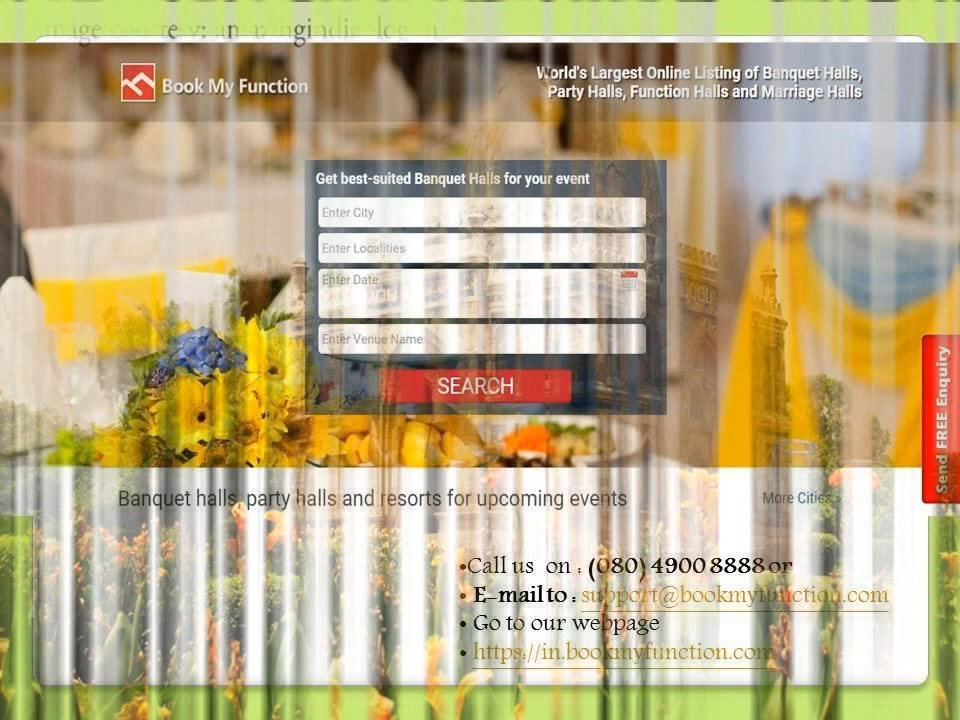 Book My Function
World's Largest Online Listing of Banquet Halls,
Party Halls, Function Halls and Marriage Halls
Get best-suited Banquet Halls for your event
Enter City
Enter Localities
Enter Date
Enter Venue Name
SEARCH
Send FREE Enquiry
Banquet halls, party halls and resorts for upcoming events
More Cities »
•Call us on : (080) 4900 8888 or
• E-mail to : support@bookmyfunction.com
• Go to our webpage
• https://in.bookmyfunction.com